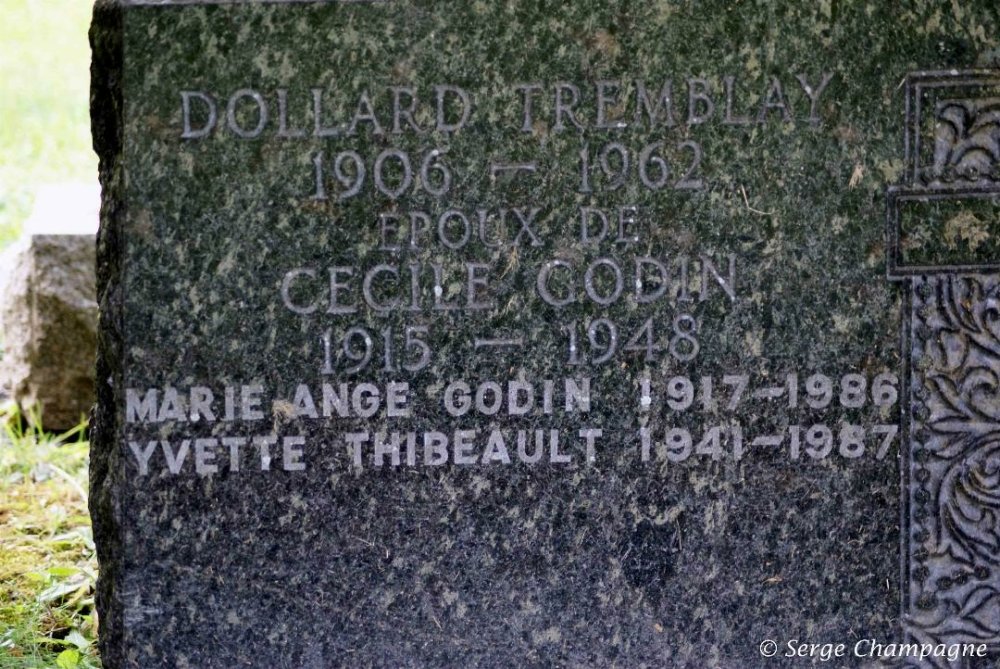 DOLLARD TREMBLAY
1906 — 1962
EPOUX DE
CECILE GODIN
1915 — 1948
MARIE ANGE GODIN 1917-1986
YVETTE THIBEAULT 1941-1987
© Serge Champagne